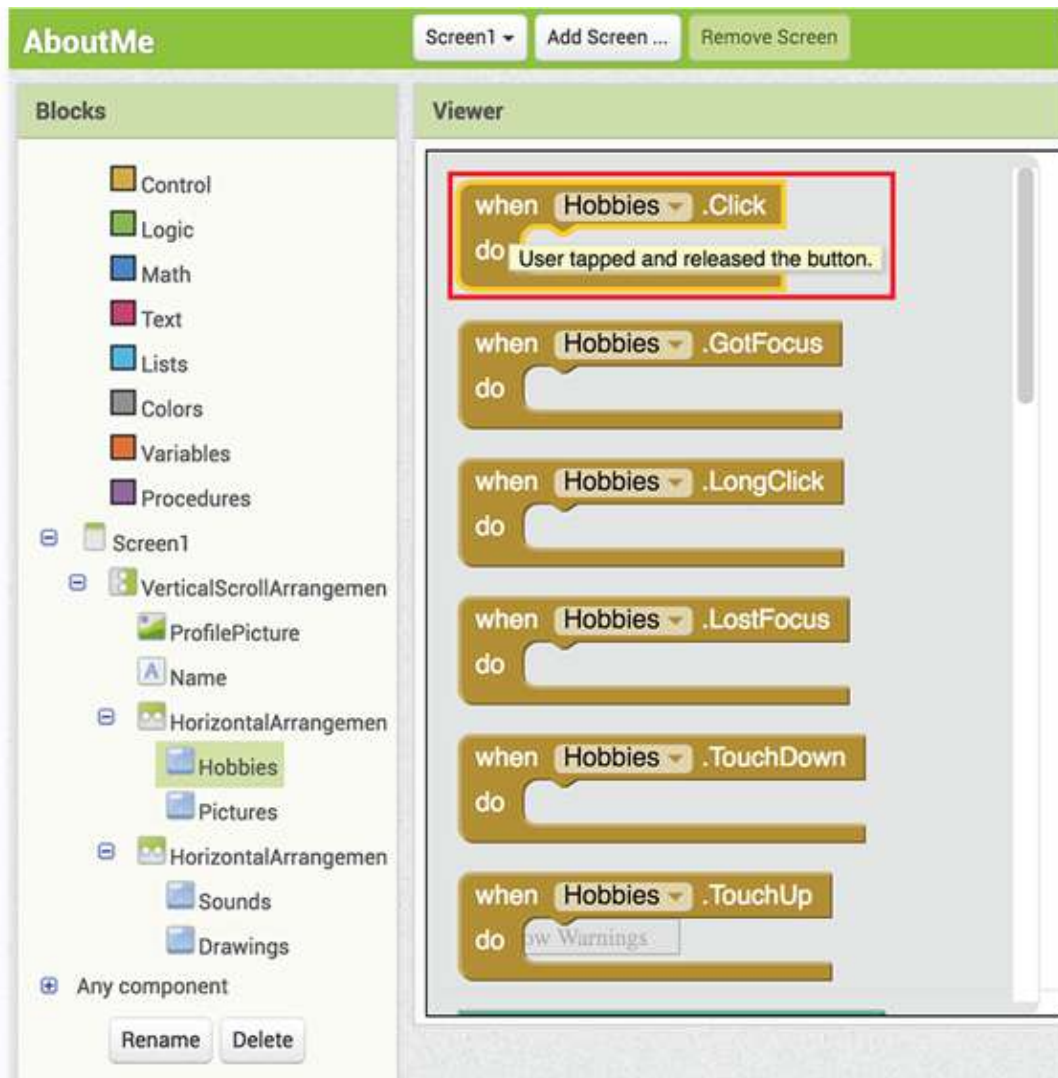 AboutMe
Screen1
Add Screen ...
Remove Screen
Blocks
Control
Logic
Math
Text
Lists
Colors
Variables
Procedures
Screen1
VerticalScrollArrangemen
ProfilePicture
Name
HorizontalArrangemen
Hobbies
Pictures
HorizontalArrangemen
Sounds
Drawings
Any component
Rename
Delete
Viewer
when Hobbies .Click
do
User tapped and released the button.
when Hobbies .GotFocus
do
when Hobbies .LongClick
do
when Hobbies .LostFocus
do
when Hobbies .TouchDown
do
when Hobbies .TouchUp
do
ow Warnings